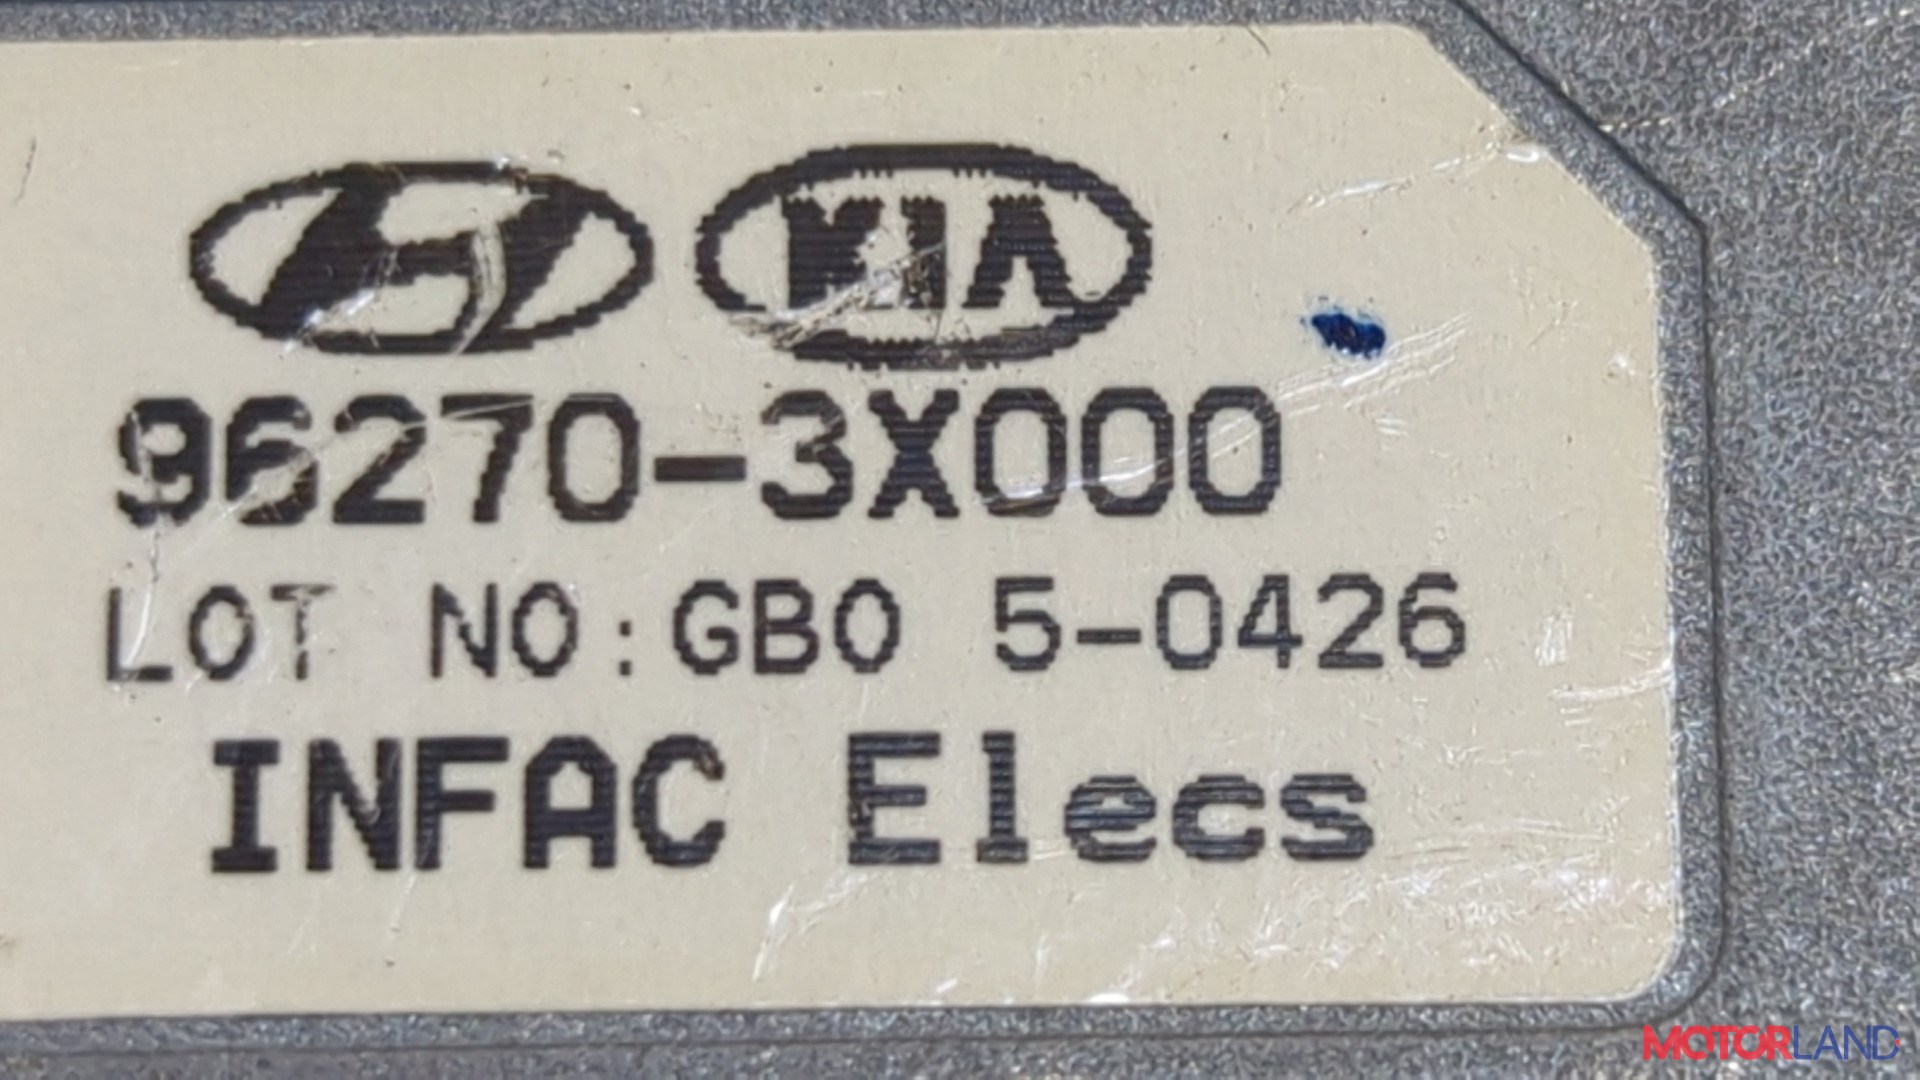 KIA
96270-3X000
LOT NO:GB0 5-0426
INFAC Elecs
MOTORLAND